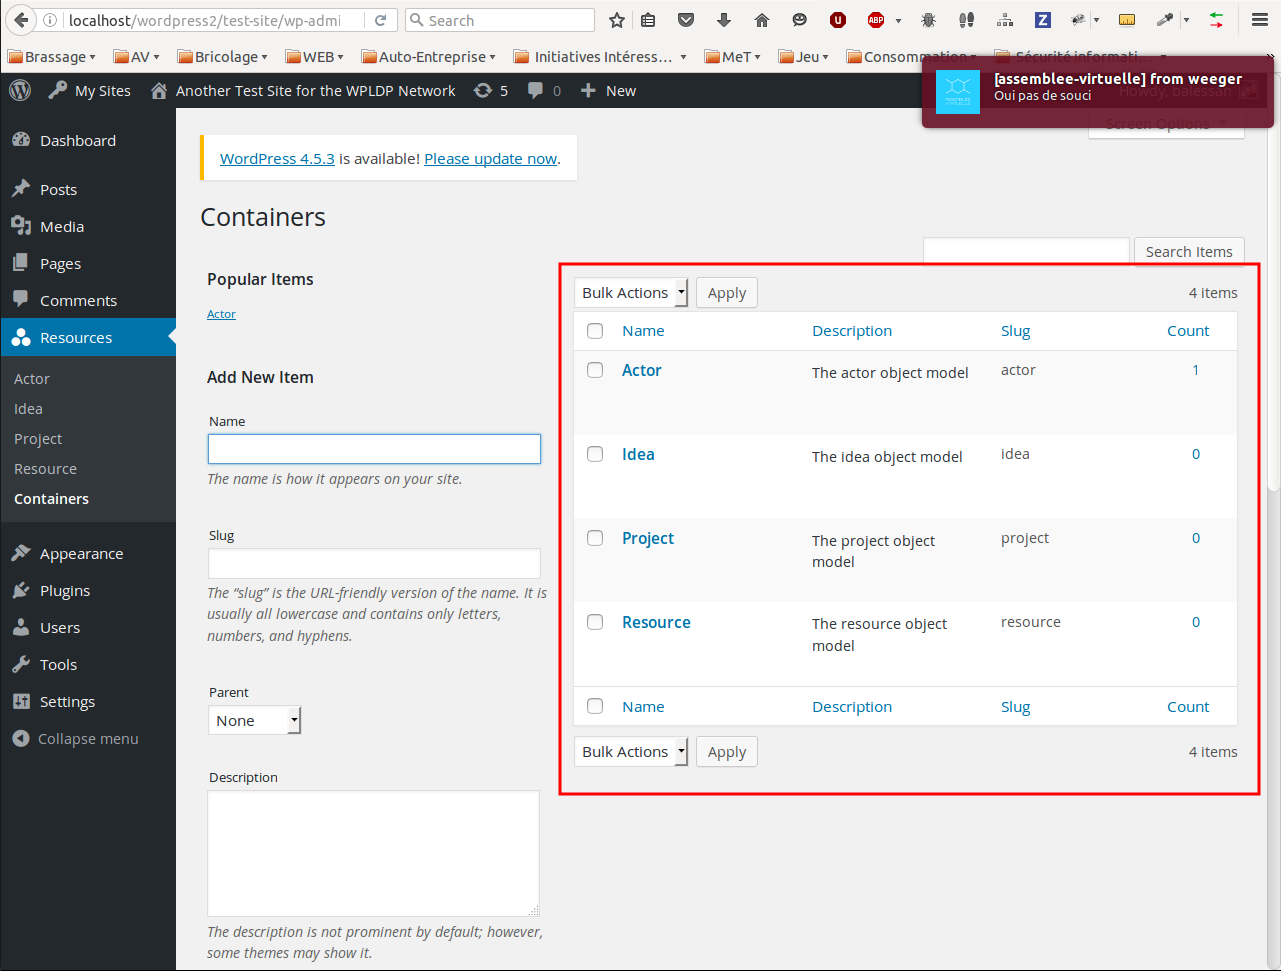 localhost/wordpress2/test-site/wp-admi
Search
U
ABP
Z
Brassage
AV
Bricolage
WEB
Auto-Entreprise
Initiatives Intéress…
MeT
Jeu
Consommation
Sécurité informati…
My Sites
Another Test Site for the WPLDP Network
5
0
New
Howdy, balessan
[assemblee-virtuelle] from weeger
Oui pas de souci
Screen Options
Dashboard
Posts
Media
Pages
Comments
Resources
Actor
Idea
Project
Resource
Containers
Appearance
Plugins
Users
Tools
Settings
Collapse menu
WordPress 4.5.3 is available! Please update now.
Containers
Search Items
Popular Items
Actor
Add New Item
Name
The name is how it appears on your site.
Slug
The “slug” is the URL-friendly version of the name. It is
usually all lowercase and contains only letters,
numbers, and hyphens.
Parent
None
Description
The description is not prominent by default; however,
some themes may show it.
Bulk Actions
Apply
4 items
Name Description Slug Count
Actor The actor object model actor 1
Idea The idea object model idea 0
Project The project object project 0
model
Resource The resource object resource 0
model
Name Description Slug Count
Bulk Actions
Apply
4 items